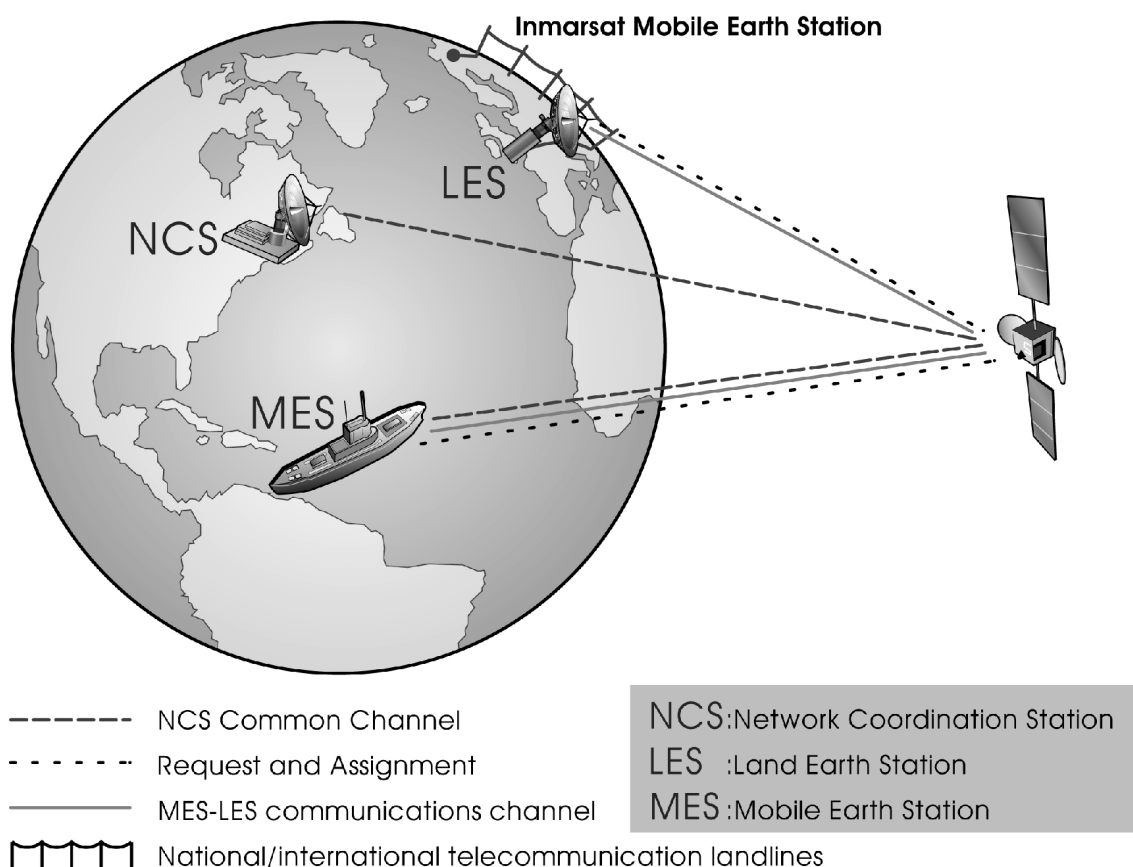 Inmarsat Mobile Earth Station
LES
NCS
MES
NCS Common Channel
Request and Assignment
MES-LES communications channel
National/international telecommunication landlines
NCS:Network Coordination Station
LES :Land Earth Station
MES:Mobile Earth Station